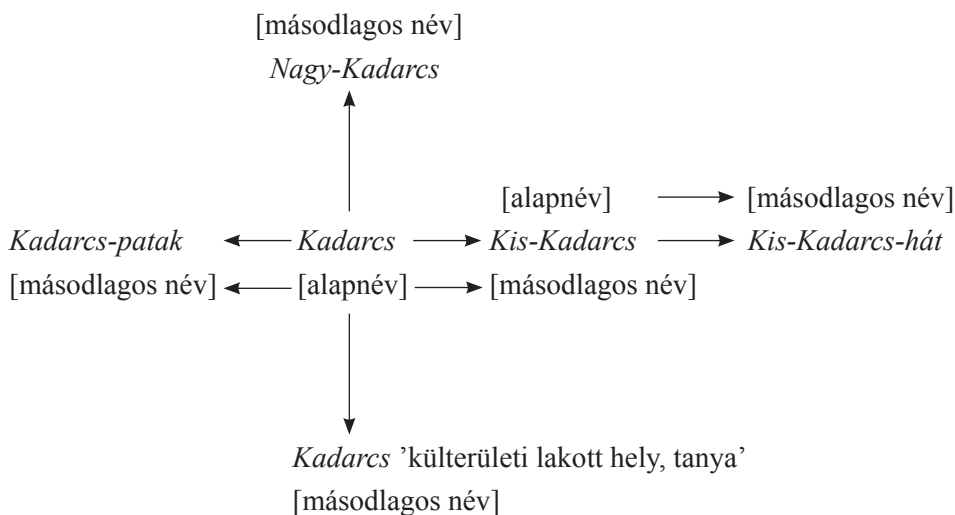 [másodlagos név]
Nagy-Kadarcs
[alapnév] [másodlagos név]
Kadarcs-patak Kadarcs Kis-Kadarcs Kis-Kadarcs-hát
[másodlagos név] [alapnév] [másodlagos név]
Kadarcs ’külterületi lakott hely, tanya’
[másodlagos név]